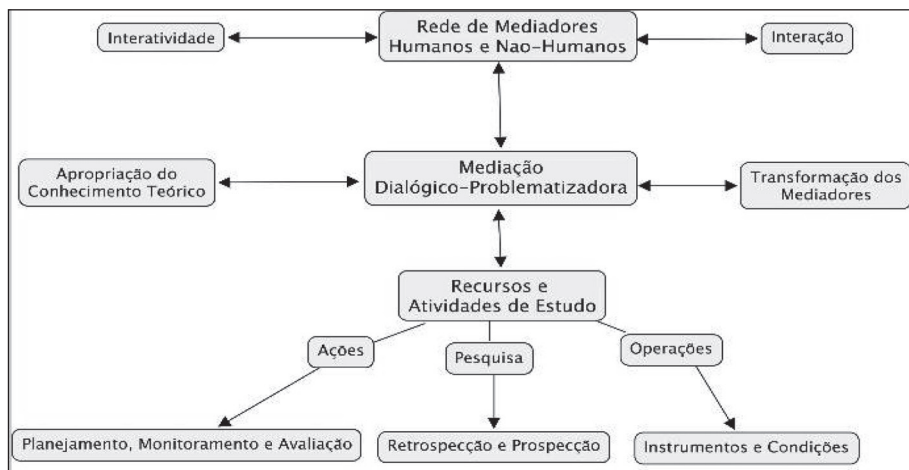 Rede de Mediadores
Humanos e Nao-Humanos
Interatividade
Interação
Apropriação do
Conhecimento Teórico
Mediação
Dialógico-Problematizadora
Transformação dos
Mediadores
Recursos e
Atividades de Estudo
Ações
Pesquisa
Operações
Planejamento, Monitoramento e Avaliação
Retrospecção e Prospecção
Instrumentos e Condições